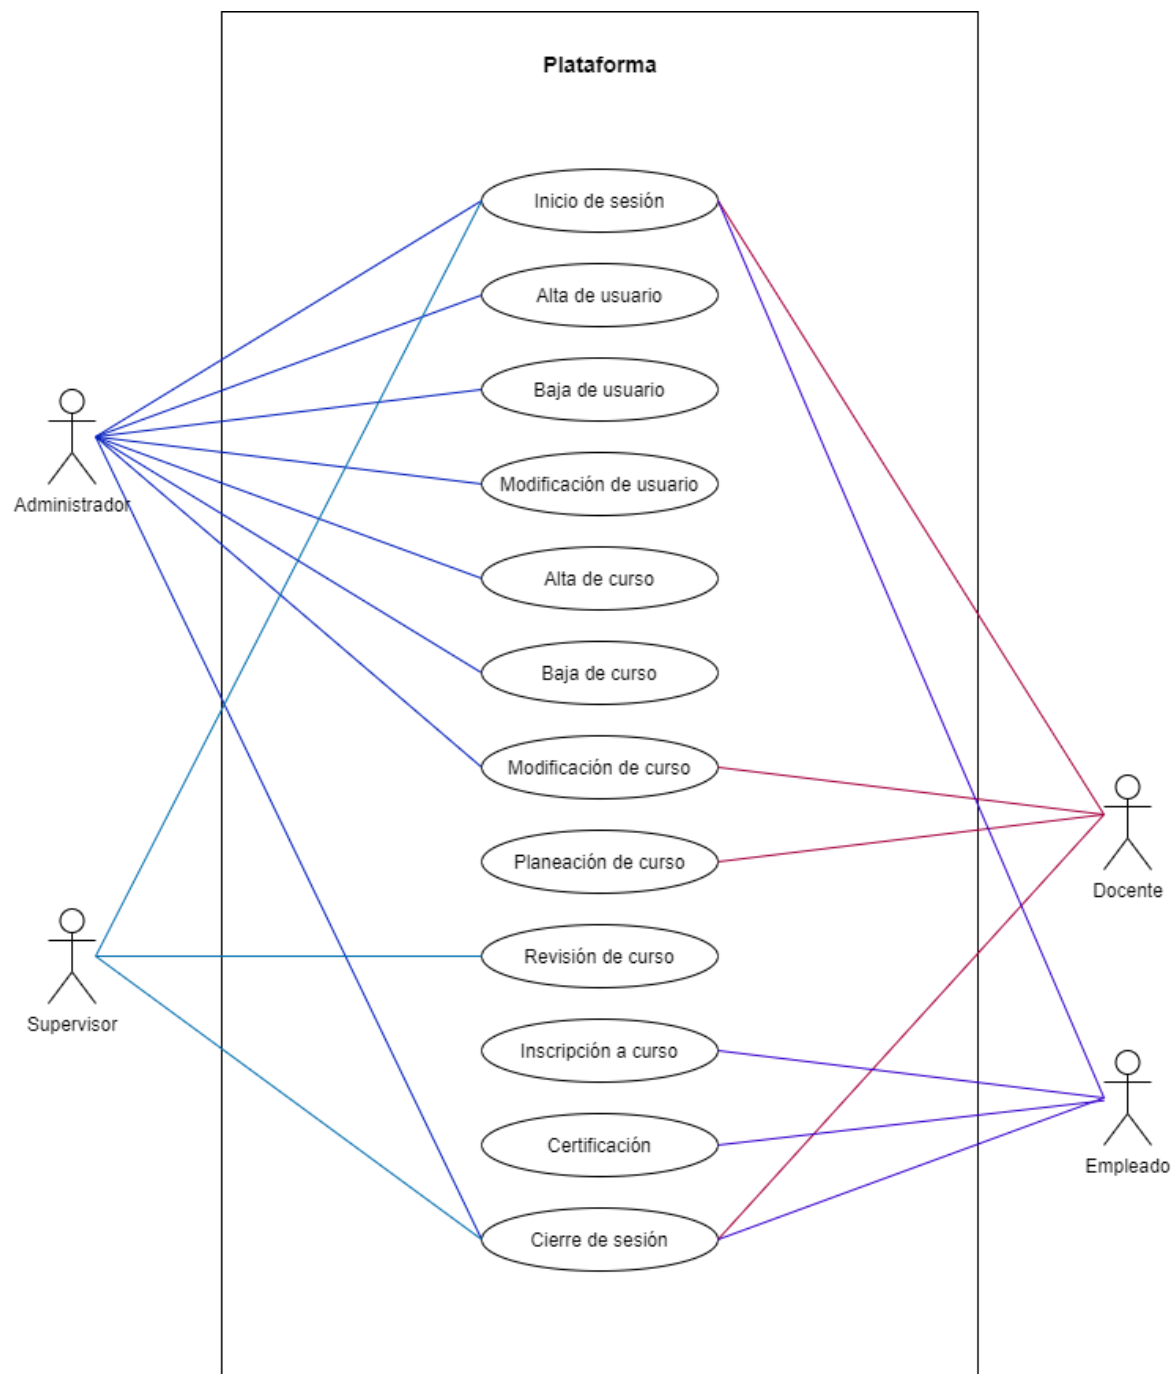 Plataforma
Inicio de sesión
Alta de usuario
Baja de usuario
Administrador
Modificación de usuario
Alta de curso
Baja de curso
Modificación de curso
Planeación de curso
Docente
Revisión de curso
Supervisor
Inscripción a curso
Certificación
Empleado
Cierre de sesión